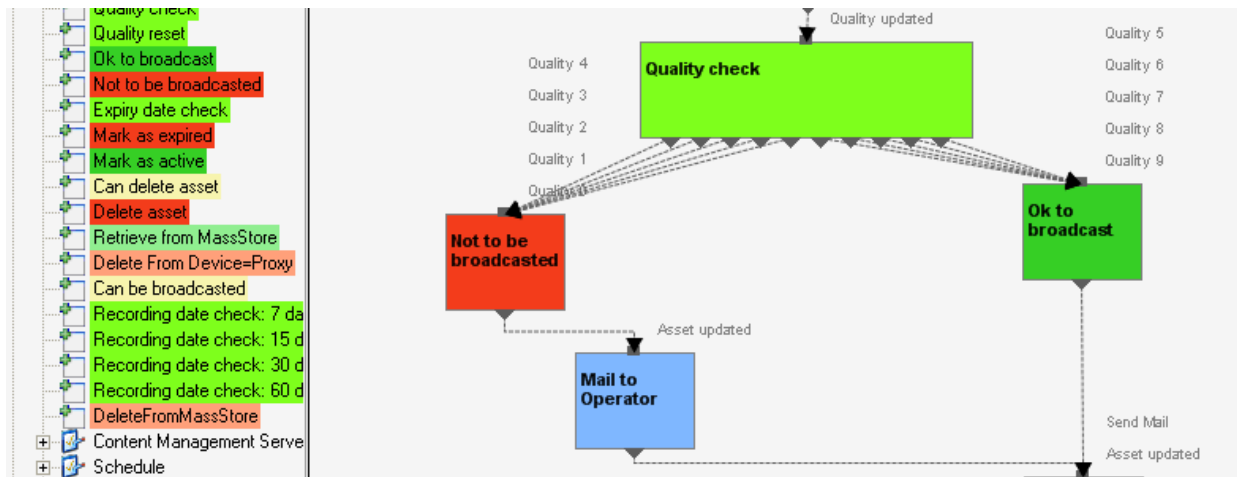 Quality check
Quality reset
Ok to broadcast
Not to be broadcasted
Expiry date check
Mark as expired
Mark as active
Can delete asset
Delete asset
Retrieve from MassStore
Delete From Device=Proxy
Can be broadcasted
Recording date check: 7 da
Recording date check: 15 d
Recording date check: 30 d
Recording date check: 60 d
DeleteFromMassStore
Content Management Serve
Schedule
Quality updated
Quality check
Quality 4
Quality 3
Quality 2
Quality 1
Quality 5
Quality 6
Quality 7
Quality 8
Quality 9
Not to be
broadcasted
Ok to
broadcast
Asset updated
Mail to
Operator
Send Mail
Asset updated